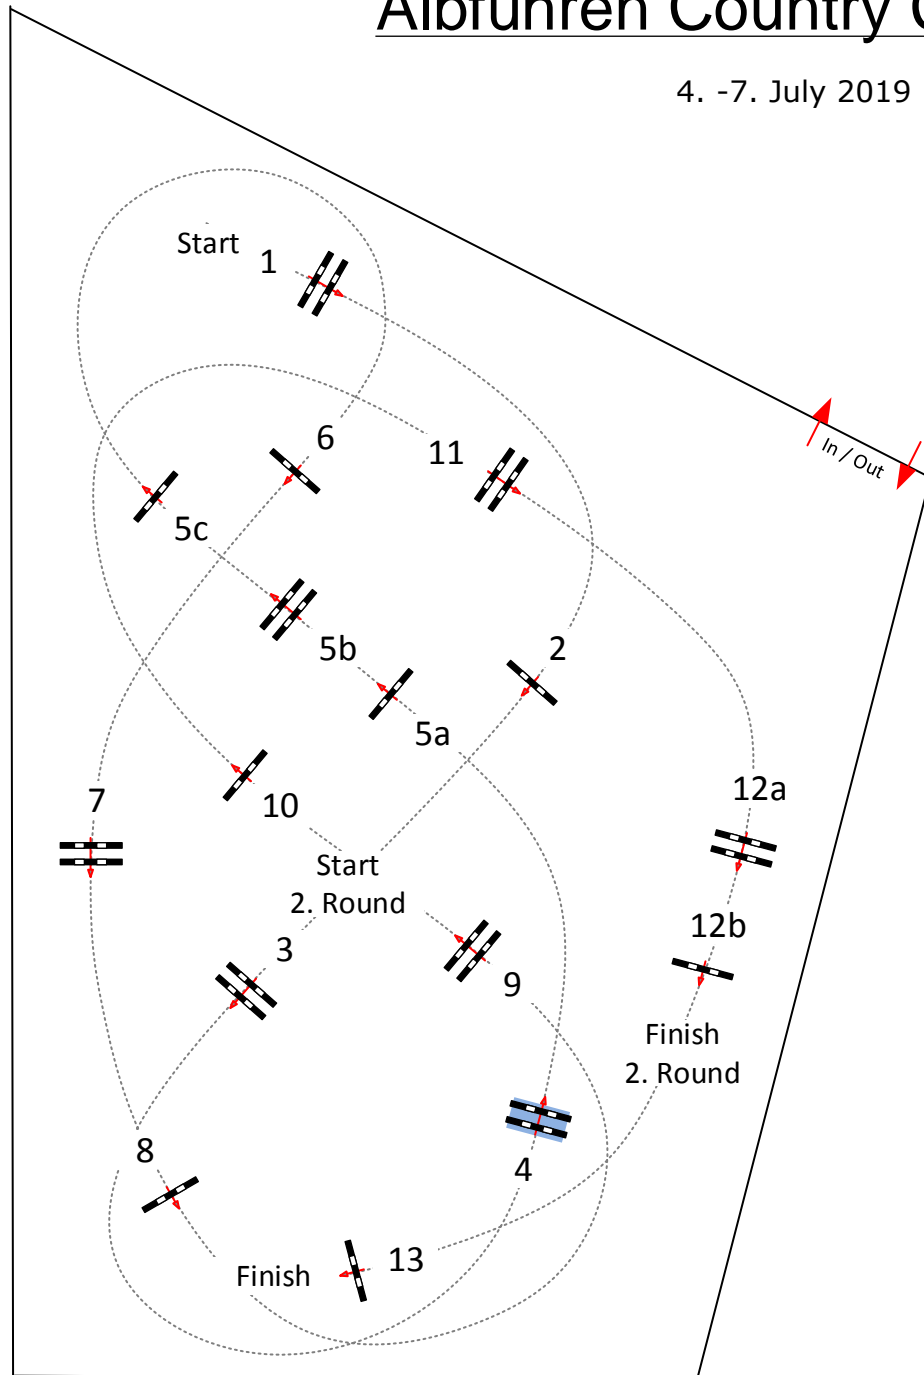 Albführen Country
4. -7. July 2019
Start
1
6
11
In / Out
5c
2
5b
5a
12a
7
10
Start
2. Round
12b
3
9
Finish
2. Round
8
4
13
Finish